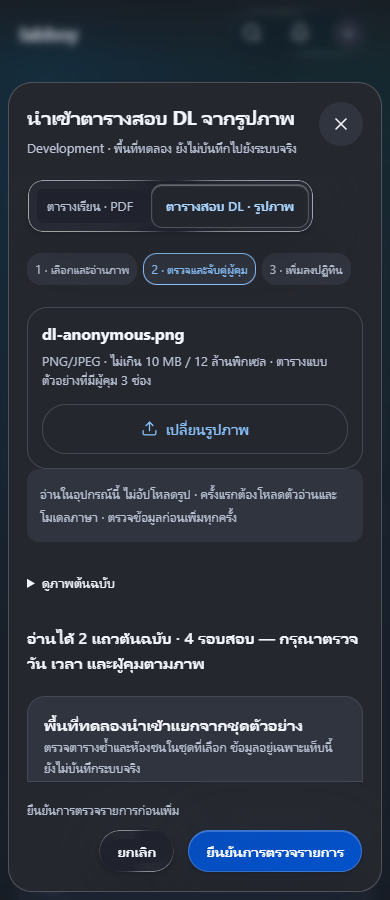 นำเข้าตารางสอบ DL จากรูปภาพ
Development · พื้นที่ทดลอง ยังไม่บันทึกไปยังระบบจริง
ตารางเรียน · PDF
ตารางสอบ DL · รูปภาพ
1 · เลือกและอ่านภาพ
2 · ตรวจและจับคู่ผู้คุม
3 · เพิ่มลงปฏิทิน
dl-anonymous.png
PNG/JPEG · ไม่เกิน 10 MB / 12 ล้านพิกเซล · ตารางแบบ
ตัวอย่างที่มีผู้คุม 3 ช่อง
เปลี่ยนรูปภาพ
อ่านในอุปกรณ์นี้ ไม่อัปโหลดรูป · ครั้งแรกต้องโหลดตัวอ่านและ
โมเดลภาษา · ตรวจข้อมูลก่อนเพิ่มทุกครั้ง
ดูภาพต้นฉบับ
อ่านได้ 2 แถวต้นฉบับ · 4 รอบสอบ — กรุณาตรวจ
วัน เวลา และผู้คุมตามภาพ
พื้นที่ทดลองนำเข้าแยกจากชุดตัวอย่าง
ตรวจตารางซ้ำและห้องชนในชุดที่เลือก ข้อมูลอยู่เฉพาะแท็บนี้
ยังไม่บันทึกระบบจริง
ยืนยันการตรวจรายการก่อนเพิ่ม
ยกเลิก
ยืนยันการตรวจรายการ